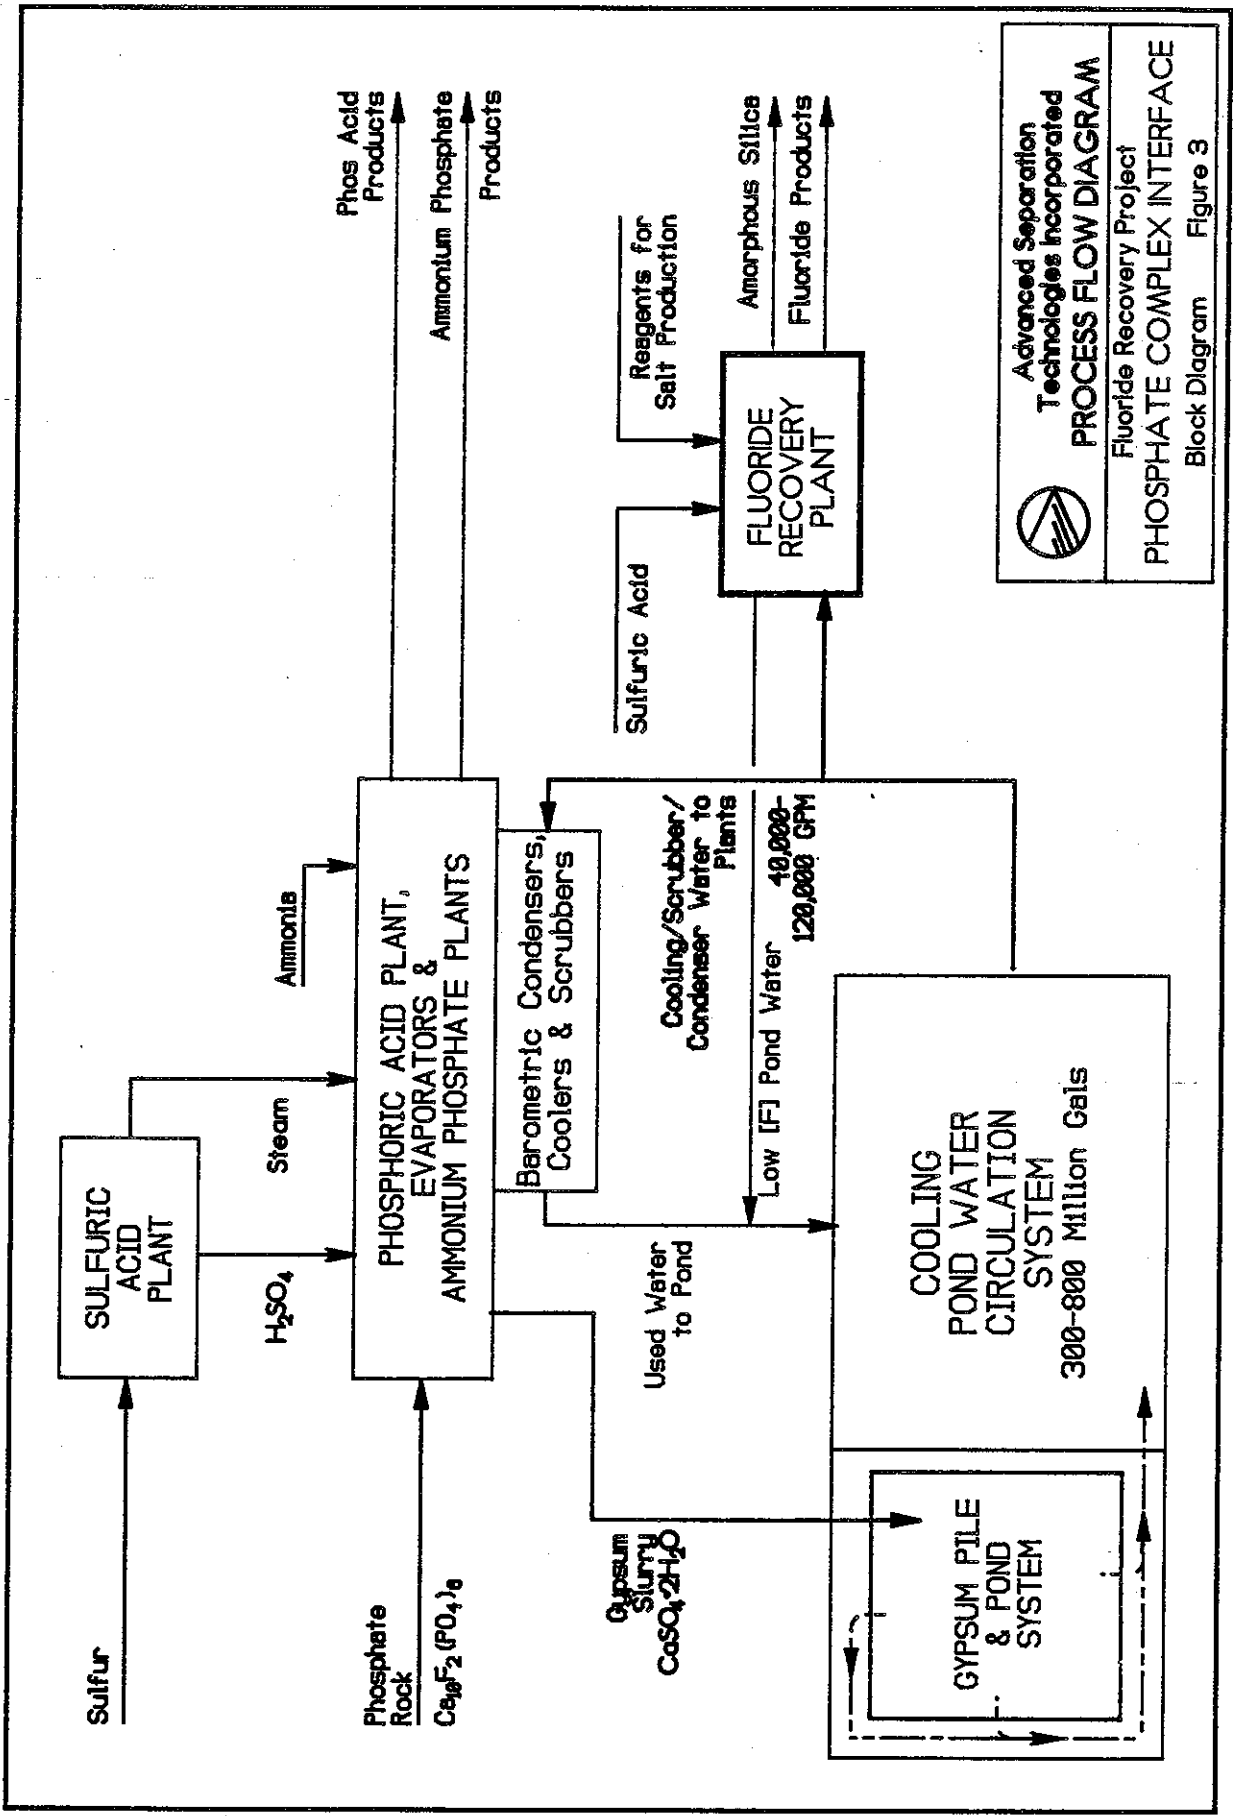 Sulfur
SULFURIC
ACID
PLANT
H₂SO₄
Steam
Ammonia
Phosphate
Rock
Ca₁₀F₂(PO₄)₆
PHOSPHORIC ACID PLANT,
EVAPORATORS &
AMMONIUM PHOSPHATE PLANTS
Barometric Condensers,
Coolers & Scrubbers
Phos Acid
Products
Ammonium Phosphate
Products
Gypsum
Slurry
CaSO₄·2H₂O
Used Water
to Pond
Cooling/Scrubber/
Condenser Water to
Plants
Low [F] Pond Water
40,000-
120,000 GPM
Sulfuric Acid
Reagents for
Salt Production
FLUORIDE
RECOVERY
PLANT
Amorphous Silica
Fluoride Products
GYPSUM PILE
& POND
SYSTEM
COOLING
POND WATER
CIRCULATION
SYSTEM
300-800 Million Gals
Advanced Separation
Technologies Incorporated
PROCESS FLOW DIAGRAM
Fluoride Recovery Project
PHOSPHATE COMPLEX INTERFACE
Block Diagram Figure 3